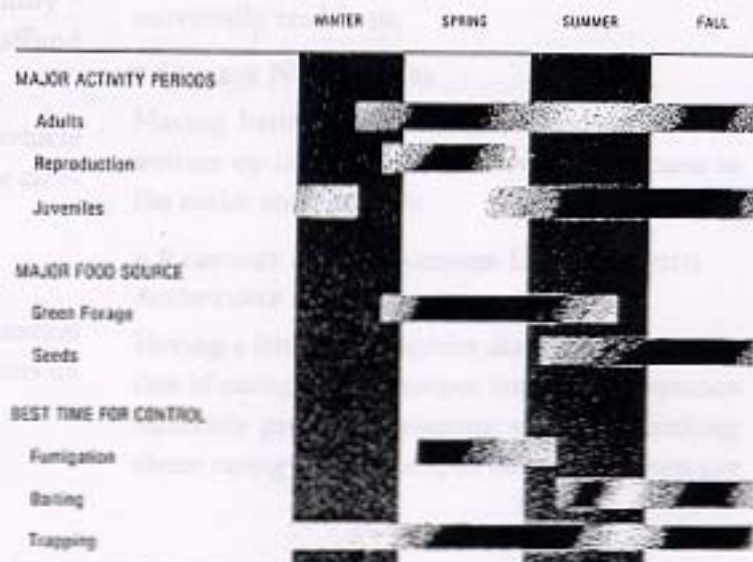 WINTER SPRING SUMMER FALL
MAJOR ACTIVITY PERIODS
Adults
Reproduction
Juveniles
MAJOR FOOD SOURCE
Green Forage
Seeds
BEST TIME FOR CONTROL
Fumigation
Baiting
Trapping